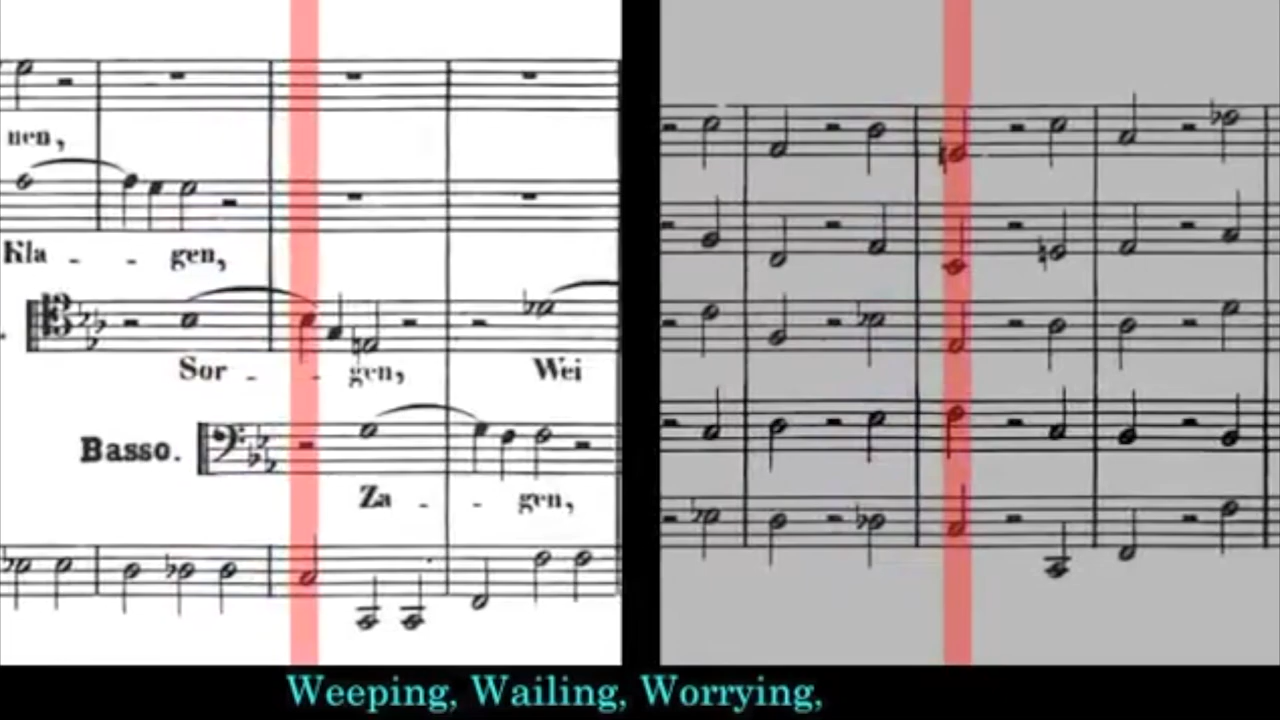 nen,
Kla - - gen,
Sor - - gen, Wei
Basso.
Za - - gen,
Weeping, Wailing, Worrying,